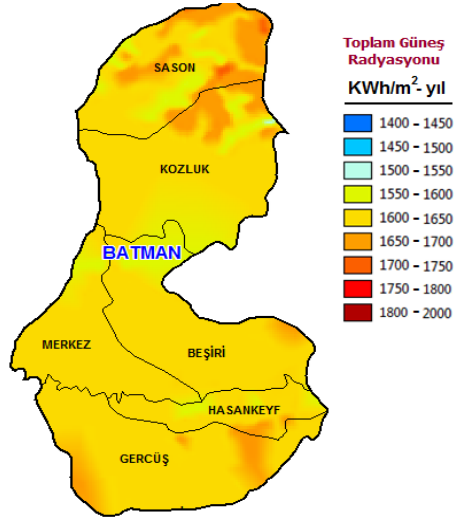 Toplam Güneş
Radyasyonu
KWh/m²- yıl
1400 - 1450
1450 - 1500
1500 - 1550
1550 - 1600
1600 - 1650
1650 - 1700
1700 - 1750
1750 - 1800
1800 - 2000
SASON
KOZLUK
BATMAN
MERKEZ
BEŞİRİ
HASANKEYF
GERCÜŞ